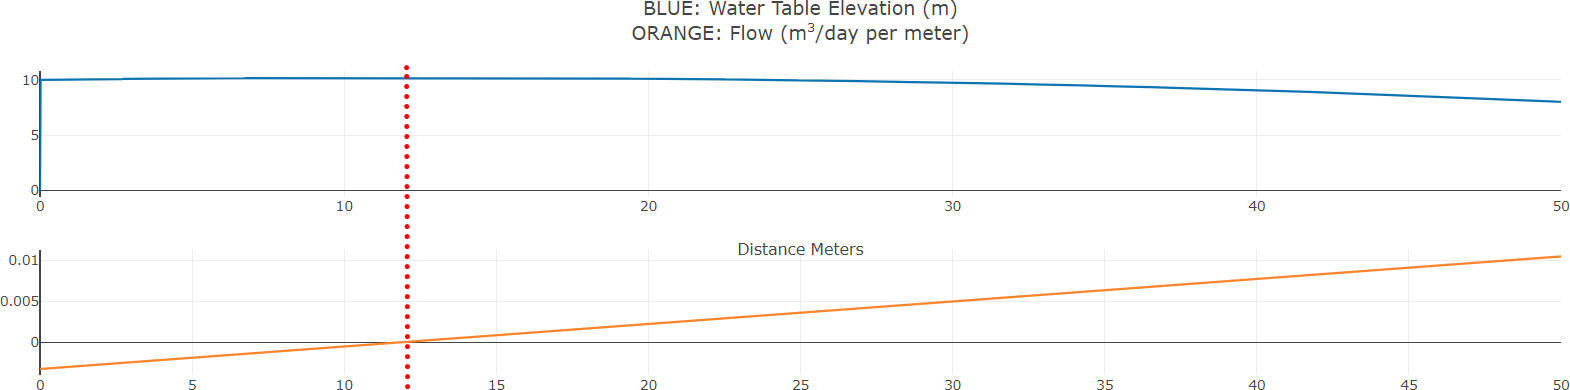 BLUE: Water Table Elevation (m)
ORANGE: Flow (m³/day per meter)
10
5
0
0 10 20 30 40 50
Distance Meters
0.01
0.005
0
0 5 10 15 20 25 30 35 40 45 50